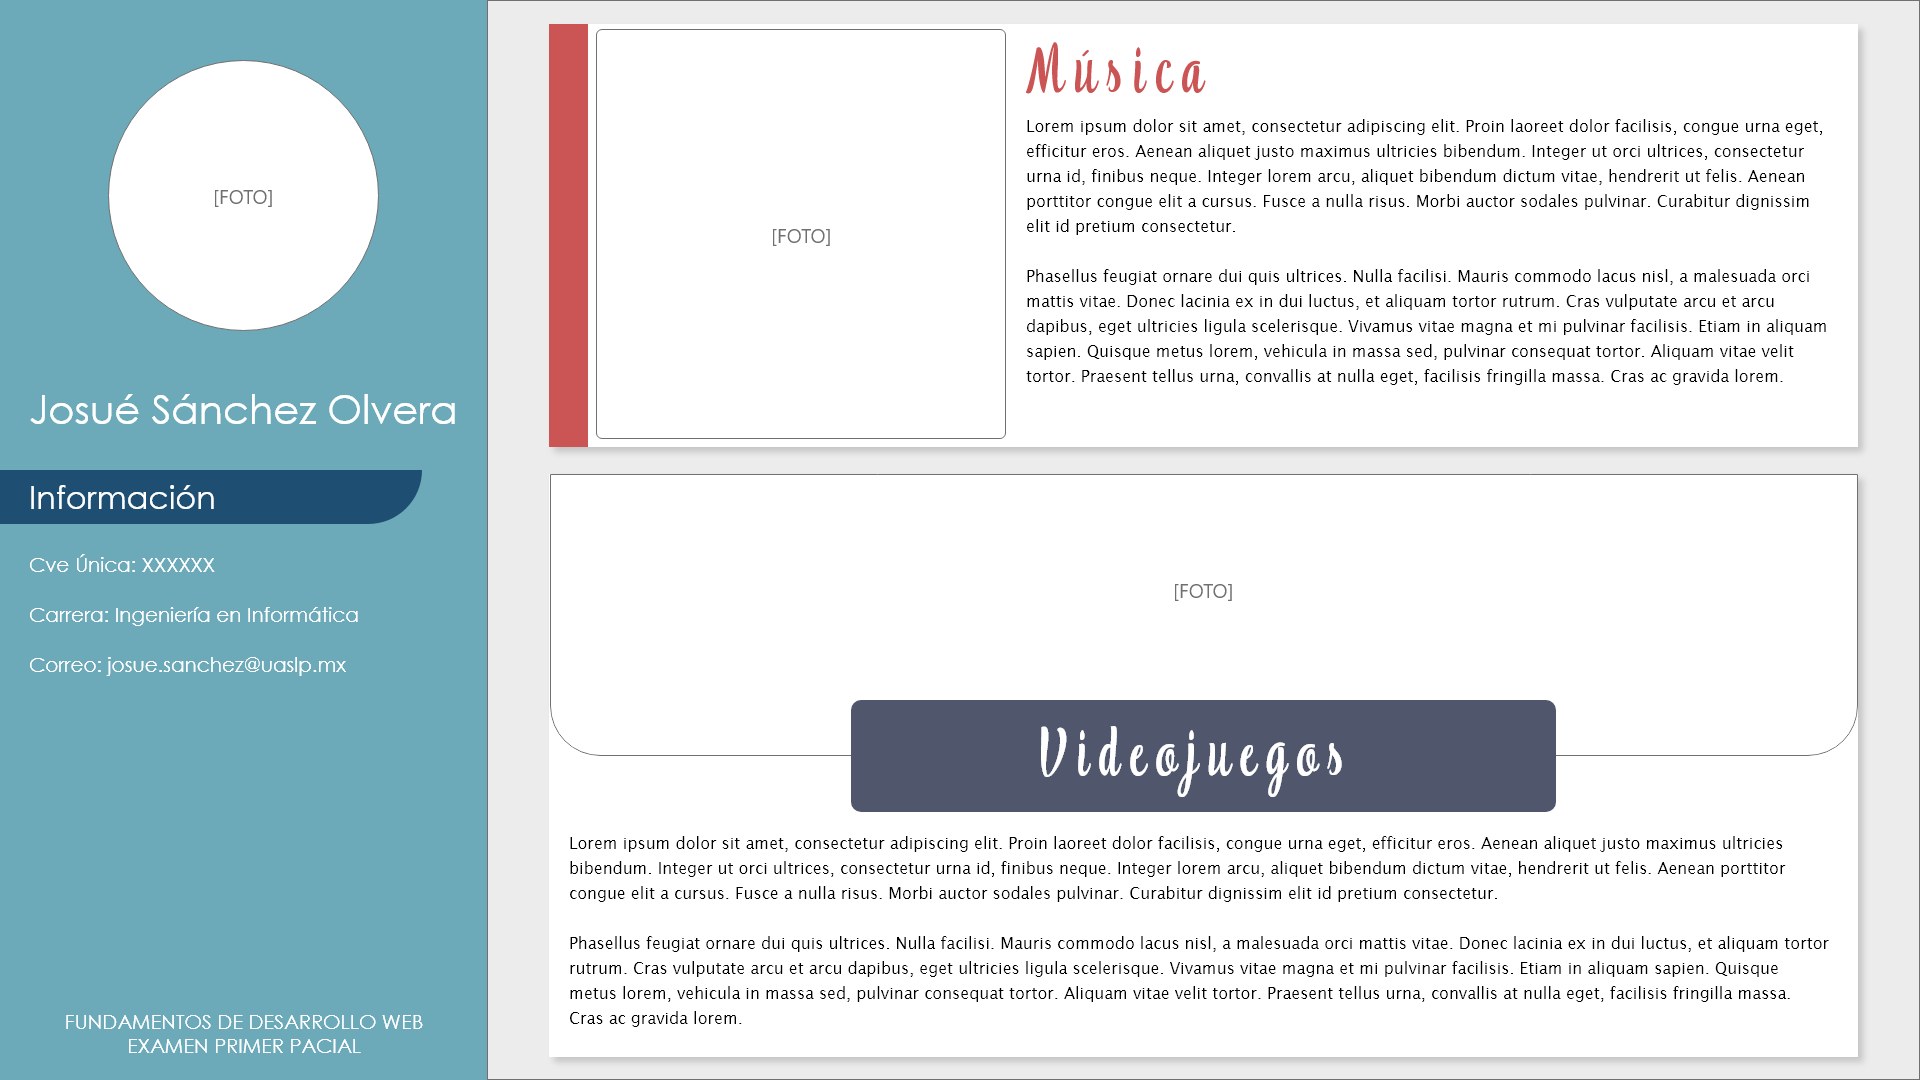 [FOTO]
Josué Sánchez Olvera
Información
Cve Única: XXXXXX
Carrera: Ingeniería en Informática
Correo: josue.sanchez@uaslp.mx
FUNDAMENTOS DE DESARROLLO WEB
EXAMEN PRIMER PACIAL
[FOTO]
Música
Lorem ipsum dolor sit amet, consectetur adipiscing elit. Proin laoreet dolor facilisis, congue urna eget,
efficitur eros. Aenean aliquet justo maximus ultricies bibendum. Integer ut orci ultrices, consectetur
urna id, finibus neque. Integer lorem arcu, aliquet bibendum dictum vitae, hendrerit ut felis. Aenean
porttitor congue elit a cursus. Fusce a nulla risus. Morbi auctor sodales pulvinar. Curabitur dignissim
elit id pretium consectetur.
Phasellus feugiat ornare dui quis ultrices. Nulla facilisi. Mauris commodo lacus nisl, a malesuada orci
mattis vitae. Donec lacinia ex in dui luctus, et aliquam tortor rutrum. Cras vulputate arcu et arcu
dapibus, eget ultricies ligula scelerisque. Vivamus vitae magna et mi pulvinar facilisis. Etiam in aliquam
sapien. Quisque metus lorem, vehicula in massa sed, pulvinar consequat tortor. Aliquam vitae velit
tortor. Praesent tellus urna, convallis at nulla eget, facilisis fringilla massa. Cras ac gravida lorem.
[FOTO]
Videojuegos
Lorem ipsum dolor sit amet, consectetur adipiscing elit. Proin laoreet dolor facilisis, congue urna eget, efficitur eros. Aenean aliquet justo maximus ultricies
bibendum. Integer ut orci ultrices, consectetur urna id, finibus neque. Integer lorem arcu, aliquet bibendum dictum vitae, hendrerit ut felis. Aenean porttitor
congue elit a cursus. Fusce a nulla risus. Morbi auctor sodales pulvinar. Curabitur dignissim elit id pretium consectetur.
Phasellus feugiat ornare dui quis ultrices. Nulla facilisi. Mauris commodo lacus nisl, a malesuada orci mattis vitae. Donec lacinia ex in dui luctus, et aliquam tortor
rutrum. Cras vulputate arcu et arcu dapibus, eget ultricies ligula scelerisque. Vivamus vitae magna et mi pulvinar facilisis. Etiam in aliquam sapien. Quisque
metus lorem, vehicula in massa sed, pulvinar consequat tortor. Aliquam vitae velit tortor. Praesent tellus urna, convallis at nulla eget, facilisis fringilla massa.
Cras ac gravida lorem.